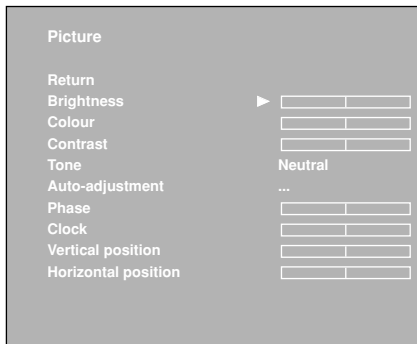 Picture
Return
Brightness
Colour
Contrast
Tone Neutral
Auto-adjustment ...
Phase
Clock
Vertical position
Horizontal position